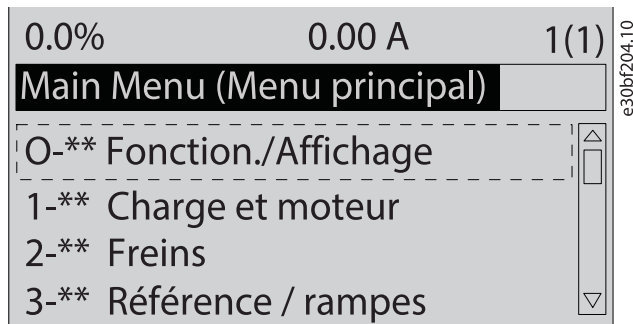 0.0% 0.00 A 1(1)
Main Menu (Menu principal)
O-** Fonction./Affichage
1-** Charge et moteur
2-** Freins
3-** Référence / rampes
e30bf204.10